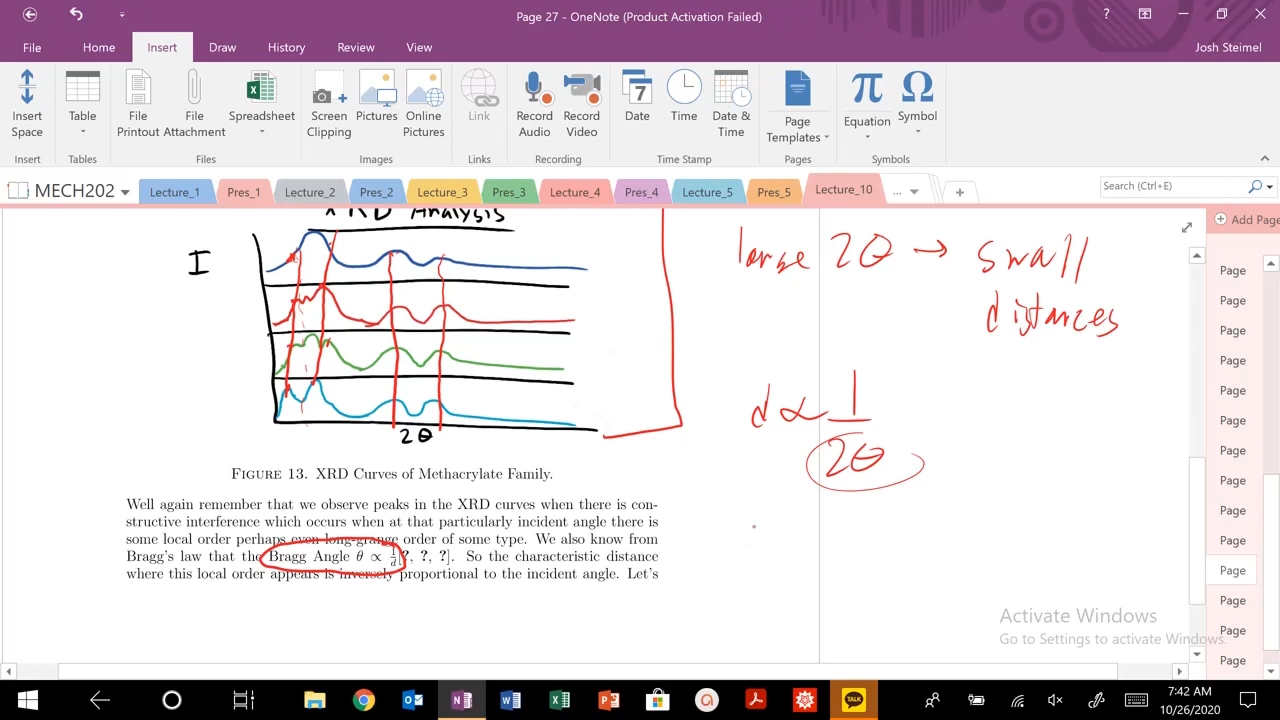 Page 27 - OneNote (Product Activation Failed)
Josh Steimel
File Home Insert Draw History Review View
Insert Space
Table
File Printout
File Attachment
Spreadsheet
Screen Clipping
Pictures
Online Pictures
Link
Record Audio
Record Video
7
Date
Time
Date & Time
Page Templates
π
Equation
Ω
Symbol
Insert Tables Files Images Links Recording Time Stamp Pages Symbols
MECH202 Lecture_1 Pres_1 Lecture_2 Pres_2 Lecture_3 Pres_3 Lecture_4 Pres_4 Lecture_5 Pres_5 Lecture_10 ... Search (Ctrl+E)
XRD Analysis
I
2θ
FIGURE 13. XRD Curves of Methacrylate Family.
Well again remember that we observe peaks in the XRD curves when there is con-
structive interference which occurs when at that particularly incident angle there is
some local order perhaps even long-grange order of some type. We also know from
Bragg's law that the Bragg Angle θ ∝ 1/d[?, ?, ?]. So the characteristic distance
where this local order appears is inversely proportional to the incident angle. Let's
large 2θ → small
distances
d ∝ 1/2θ
Add Page
Page
Page
Page
Page
Page
Page
Page
Page
Page
Page
Page
Page
Page
Page
Activate Windows
Go to Settings to activate Windows.
TALK
7:42 AM
10/26/2020